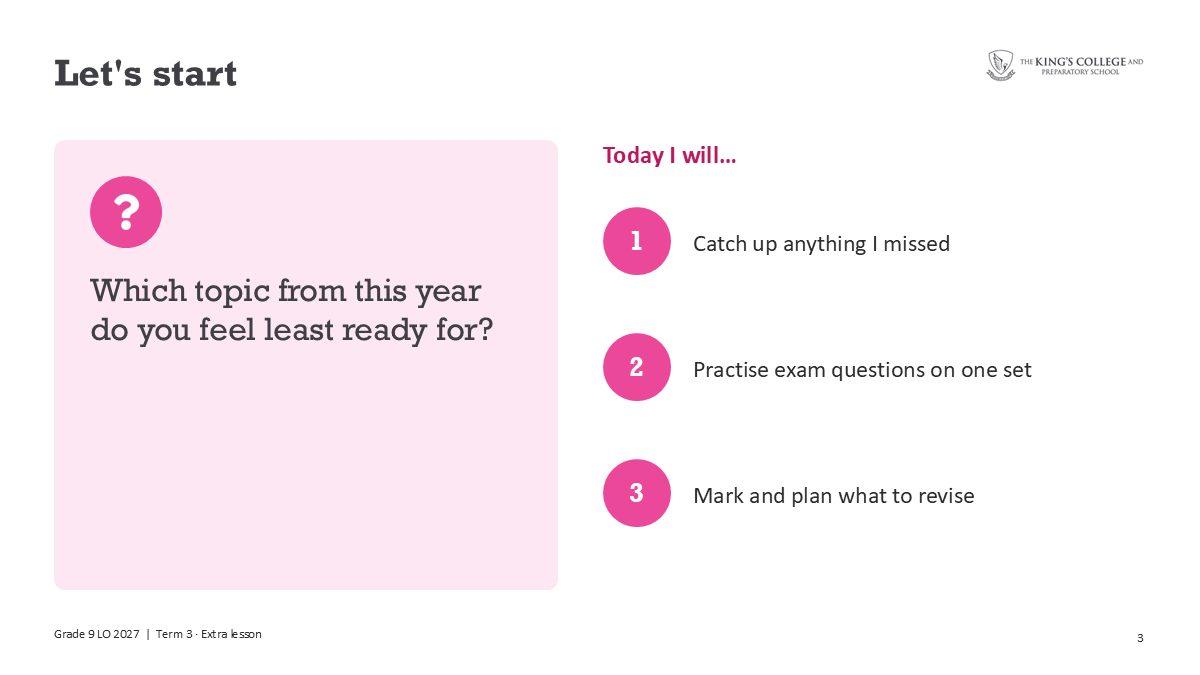 Let's start
THE KING'S COLLEGE AND
PREPARATORY SCHOOL
?
Which topic from this year
do you feel least ready for?
Today I will...
1
Catch up anything I missed
2
Practise exam questions on one set
3
Mark and plan what to revise
Grade 9 LO 2027 | Term 3 · Extra lesson
3